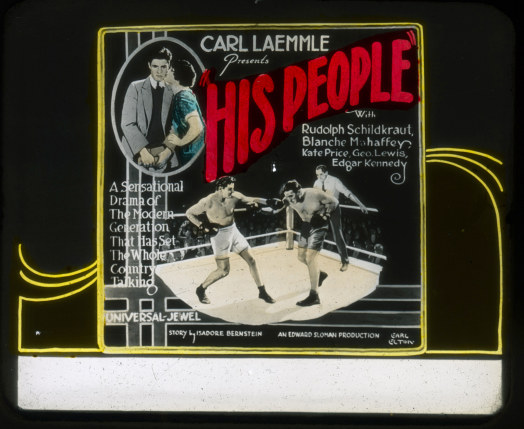 CARL LAEMMLE
Presents
"HIS PEOPLE"
With
Rudolph Schildkraut,
Blanche Mehaffey,
Kate Price, Geo. Lewis,
Edgar Kennedy
A Sensational
Drama of
The Modern
Generation
That Has Set
The Whole
Country
Talking
UNIVERSAL-JEWEL
STORY by ISADORE BERNSTEIN
AN EDWARD SLOMAN PRODUCTION